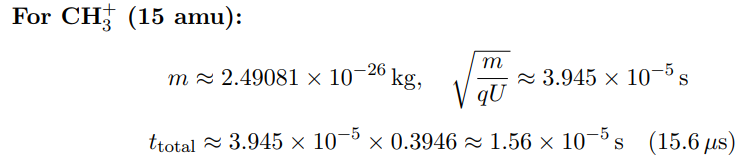 For CH₃⁺ (15 amu):
m ≈ 2.49081 × 10⁻²⁶ kg, √(m/qU) ≈ 3.945 × 10⁻⁵ s
t_total ≈ 3.945 × 10⁻⁵ × 0.3946 ≈ 1.56 × 10⁻⁵ s (15.6 μs)